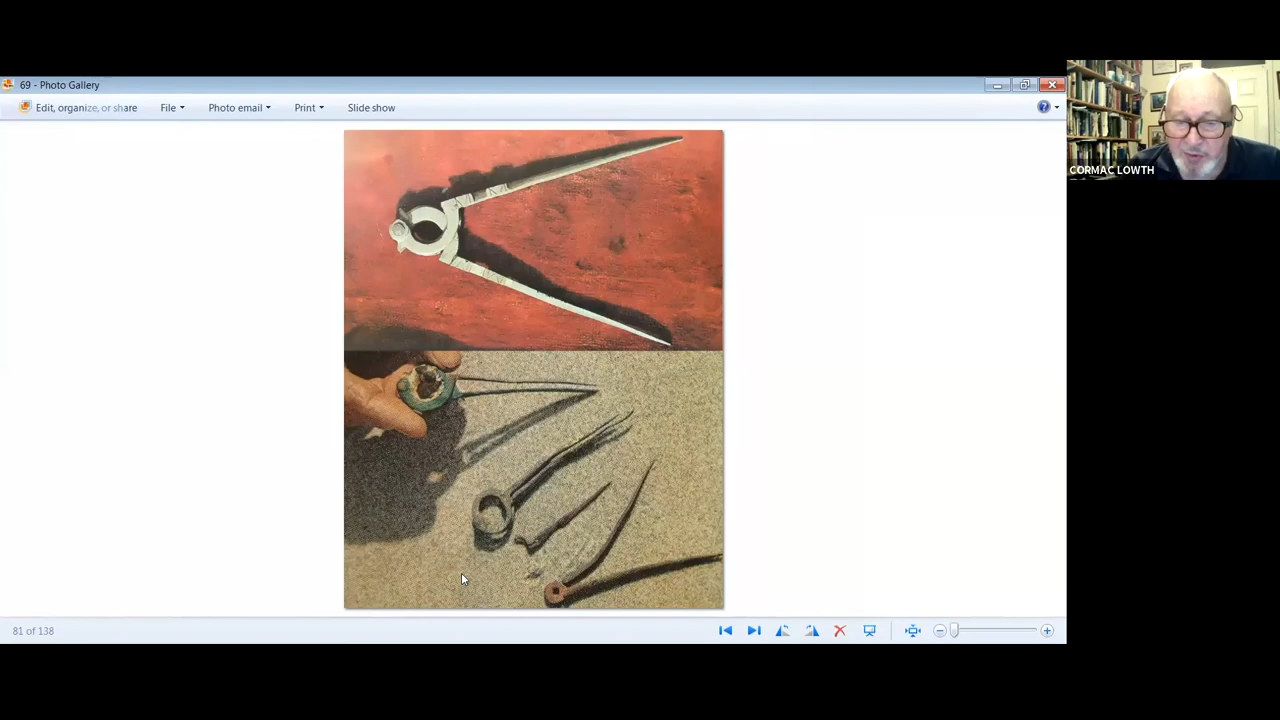 69 - Photo Gallery
Edit, organize, or share File Photo email Print Slide show
CORMAC LOWTH
81 of 138